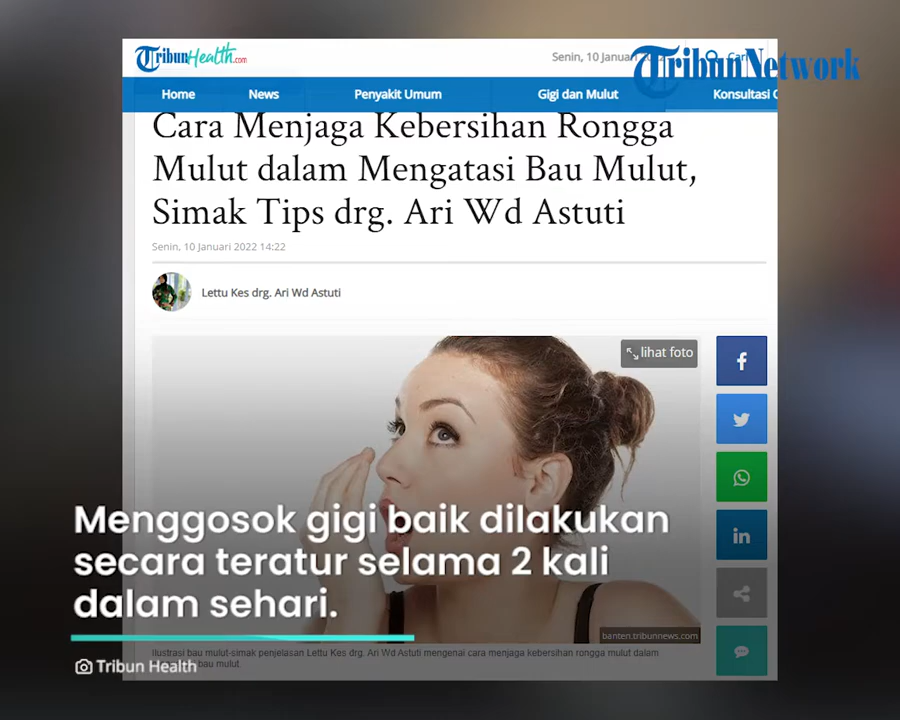 TribunHealth.com
Senin, 10 Januari
TribunNetwork
Home News Penyakit Umum Gigi dan Mulut Konsultasi
Cara Menjaga Kebersihan Rongga
Mulut dalam Mengatasi Bau Mulut,
Simak Tips drg. Ari Wd Astuti
Senin, 10 Januari 2022 14:22
Lettu Kes drg. Ari Wd Astuti
lihat foto
Menggosok gigi baik dilakukan
secara teratur selama 2 kali
dalam sehari.
banten.tribunnews.com
Ilustrasi bau mulut-simak penjelasan Lettu Kes drg. Ari Wd Astuti mengenai cara menjaga kebersihan rongga mulut dalam
bau mulut
Tribun Health